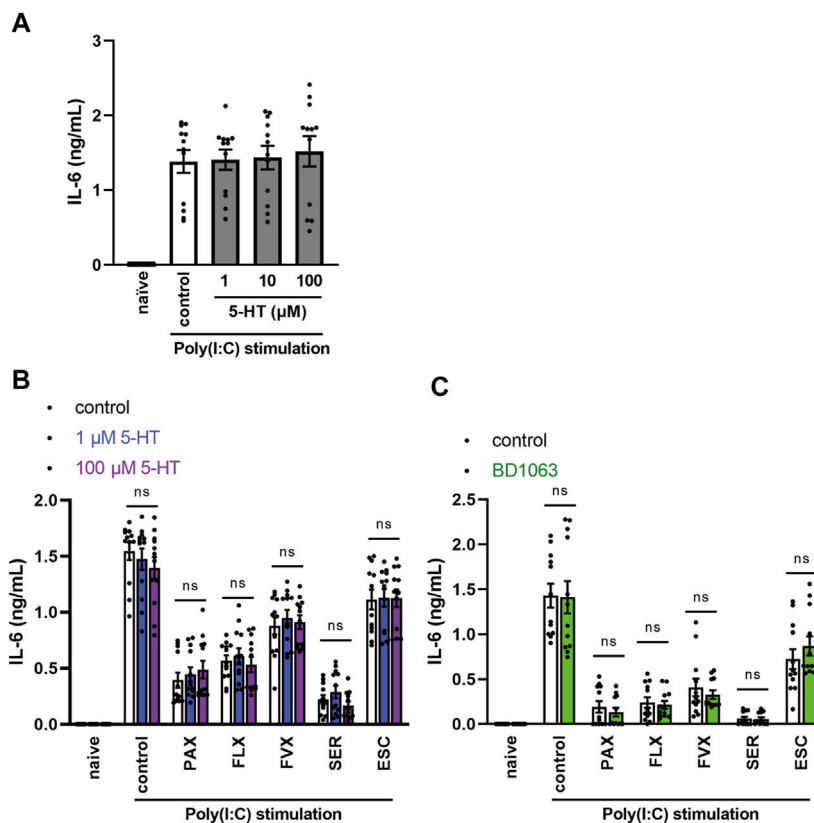 A
IL-6 (ng/mL)
3
2
1
0
naïve
control
1 10 100
5-HT (µM)
Poly(I:C) stimulation
B
• control
• 1 µM 5-HT
• 100 µM 5-HT
IL-6 (ng/mL)
2.0
1.5
1.0
0.5
0.0
ns
ns
ns
ns
ns
ns
naive
control
PAX
FLX
FVX
SER
ESC
Poly(I:C) stimulation
C
• control
• BD1063
IL-6 (ng/mL)
2.5
2.0
1.5
1.0
0.5
0.0
ns
ns
ns
ns
ns
ns
naive
control
PAX
FLX
FVX
SER
ESC
Poly(I:C) stimulation